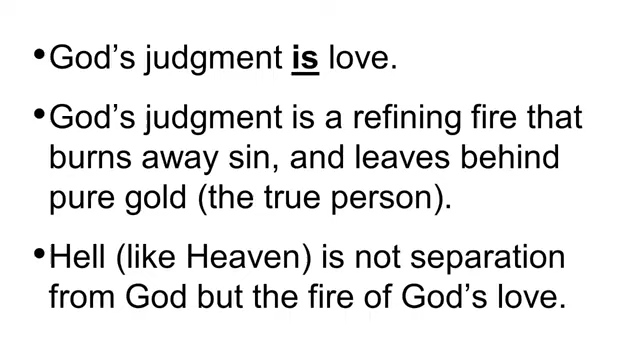 •God’s judgment is love.
•God’s judgment is a refining fire that
burns away sin, and leaves behind
pure gold (the true person).
•Hell (like Heaven) is not separation
from God but the fire of God’s love.